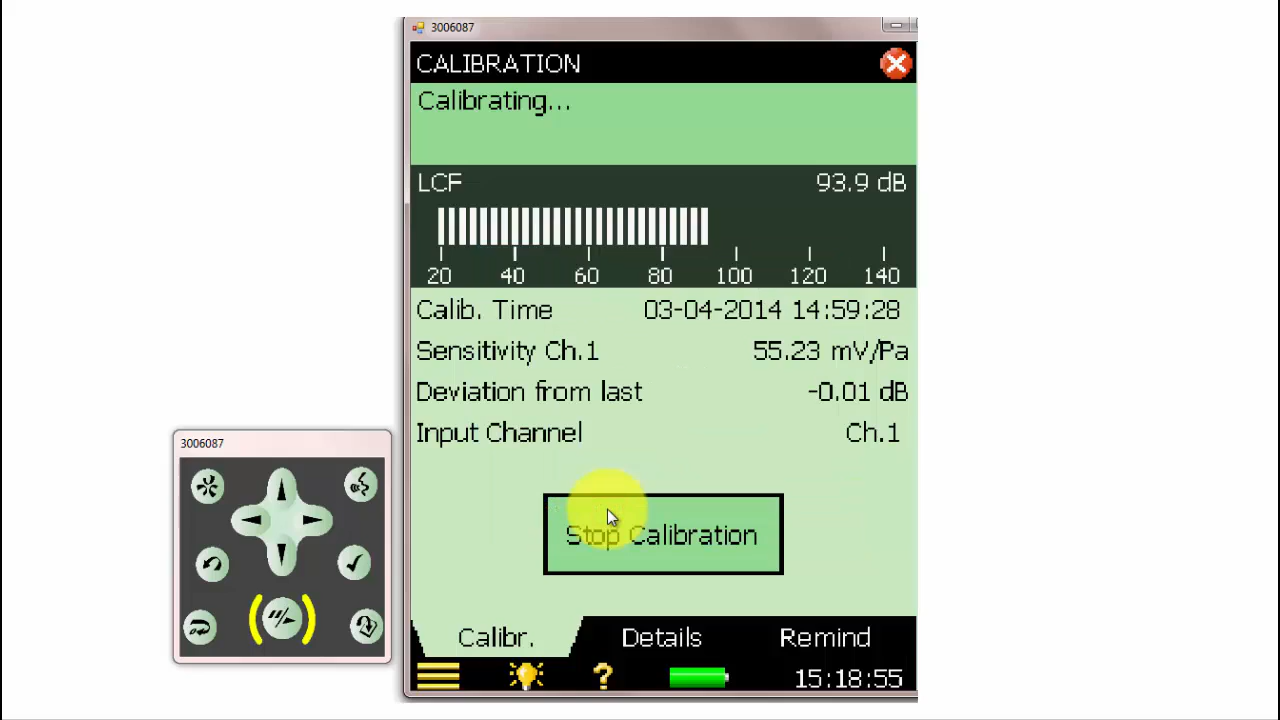 3006087
CALIBRATION
Calibrating...
LCF 93.9 dB
20 40 60 80 100 120 140
Calib. Time 03-04-2014 14:59:28
Sensitivity Ch.1 55.23 mV/Pa
Deviation from last -0.01 dB
Input Channel Ch.1
3006087
Stop Calibration
Calibr. Details Remind
? 15:18:55